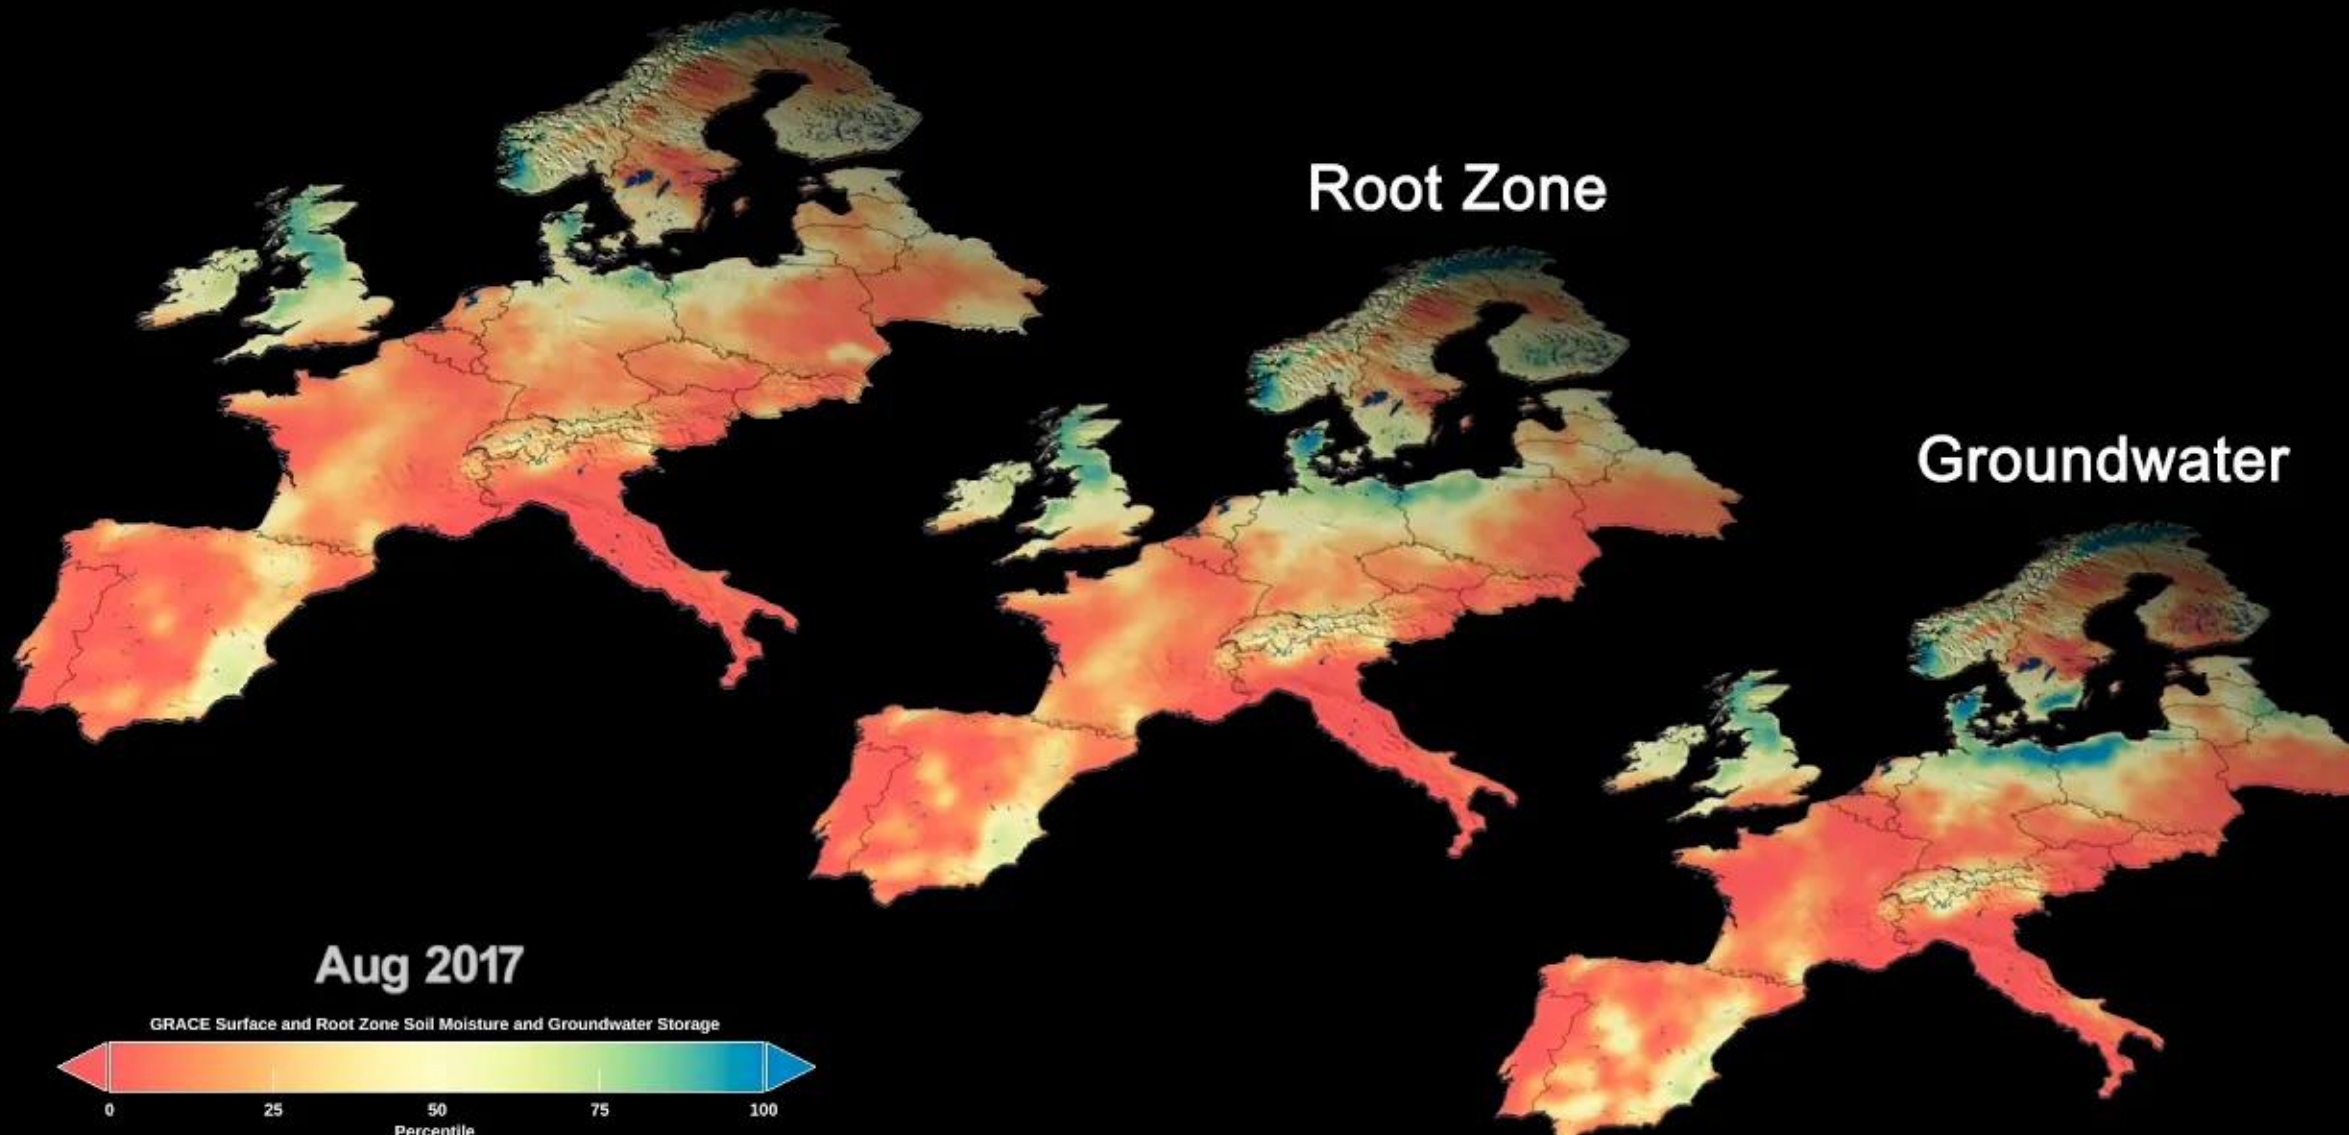 Root Zone
Groundwater
Aug 2017
GRACE Surface and Root Zone Soil Moisture and Groundwater Storage
0 25 50 75 100
Percentile